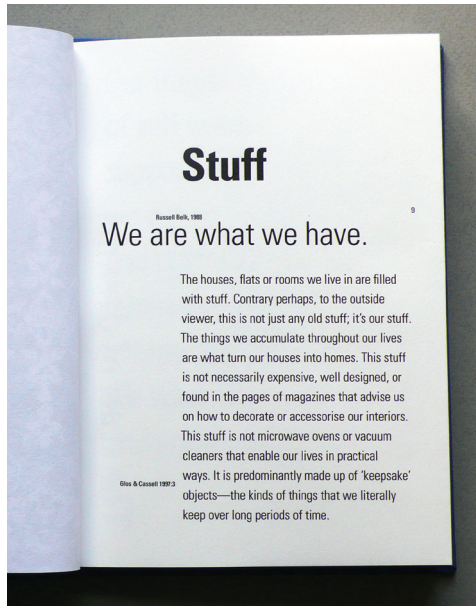 Stuff
9
Russell Belk, 1988
We are what we have.
The houses, flats or rooms we live in are filled
with stuff. Contrary perhaps, to the outside
viewer, this is not just any old stuff; it’s our stuff.
The things we accumulate throughout our lives
are what turn our houses into homes. This stuff
is not necessarily expensive, well designed, or
found in the pages of magazines that advise us
on how to decorate or accessorise our interiors.
This stuff is not microwave ovens or vacuum
cleaners that enable our lives in practical
ways. It is predominantly made up of ‘keepsake’
Glos & Cassell 1997:3
objects—the kinds of things that we literally
keep over long periods of time.